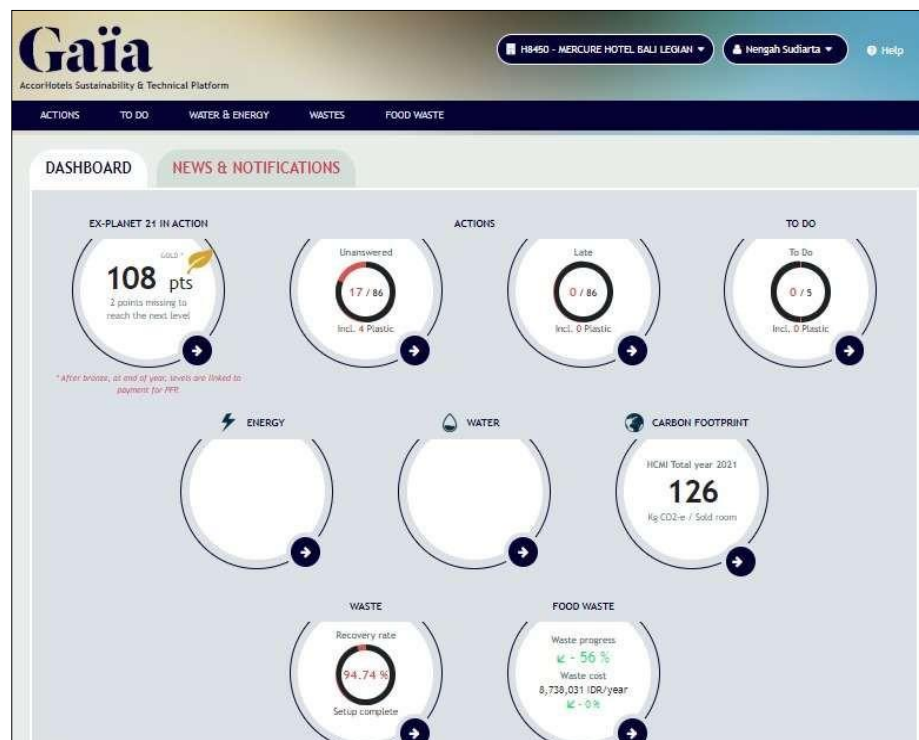 Gaïa
AccorHotels Sustainability & Technical Platform
H8450 - MERCURE HOTEL BALI LEGIAN
Nengah Sudiarta
Help
ACTIONS TO DO WATER & ENERGY WASTES FOOD WASTE
DASHBOARD NEWS & NOTIFICATIONS
EX-PLANET 21 IN ACTION
GOLD *
108 pts
2 points missing to
reach the next level
* After bronze, at end of year, levels are linked to
payment for PFR.
ACTIONS
Unanswered
17 / 86
Incl. 4 Plastic
Late
0 / 86
Incl. 0 Plastic
TO DO
To Do
0 / 5
Incl. 0 Plastic
ENERGY
WATER
CARBON FOOTPRINT
HCMI Total year 2021
126
Kg CO2-e / Sold room
WASTE
Recovery rate
94.74 %
Setup complete
FOOD WASTE
Waste progress
- 56 %
Waste cost
8,738,031 IDR/year
- 0 %